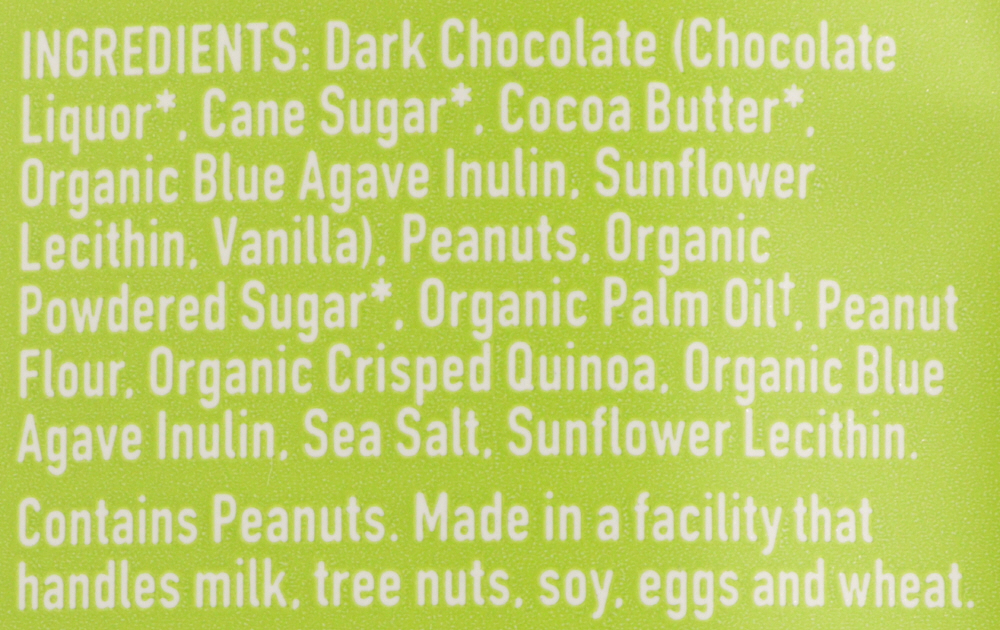 INGREDIENTS: Dark Chocolate (Chocolate
Liquor*, Cane Sugar*, Cocoa Butter*,
Organic Blue Agave Inulin, Sunflower
Lecithin, Vanilla), Peanuts, Organic
Powdered Sugar*, Organic Palm Oil†, Peanut
Flour, Organic Crisped Quinoa, Organic Blue
Agave Inulin, Sea Salt, Sunflower Lecithin.
Contains Peanuts. Made in a facility that
handles milk, tree nuts, soy, eggs and wheat.